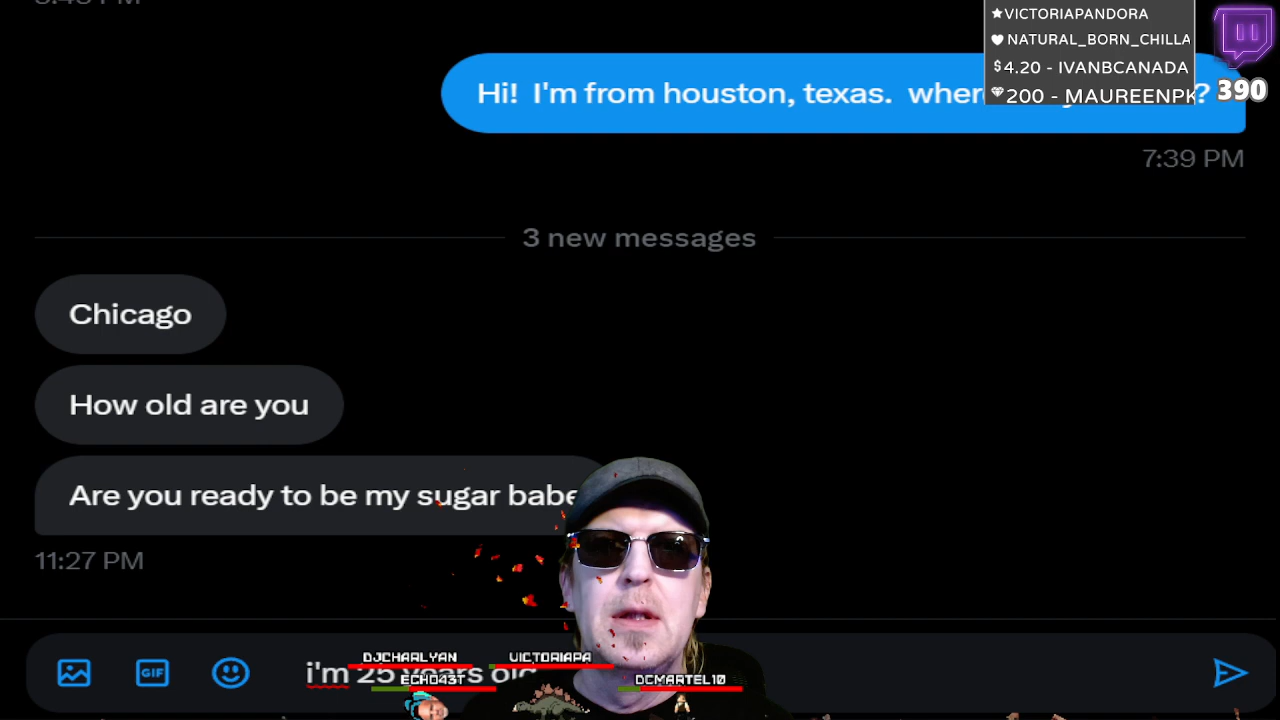 ★VICTORIAPANDORA
NATURAL_BORN_CHILLA
$4.20 - IVANBCANADA
200 - MAUREENPK
390
Hi!  I'm from houston, texas. ?
7:39 PM
3 new messages
Chicago
How old are you
Are you ready to be my sugar babe
11:27 PM
DJCHARLYAN
VICTORIAPA
GIF
i'm 25 years old
ECHO43T
DCMARTEL10